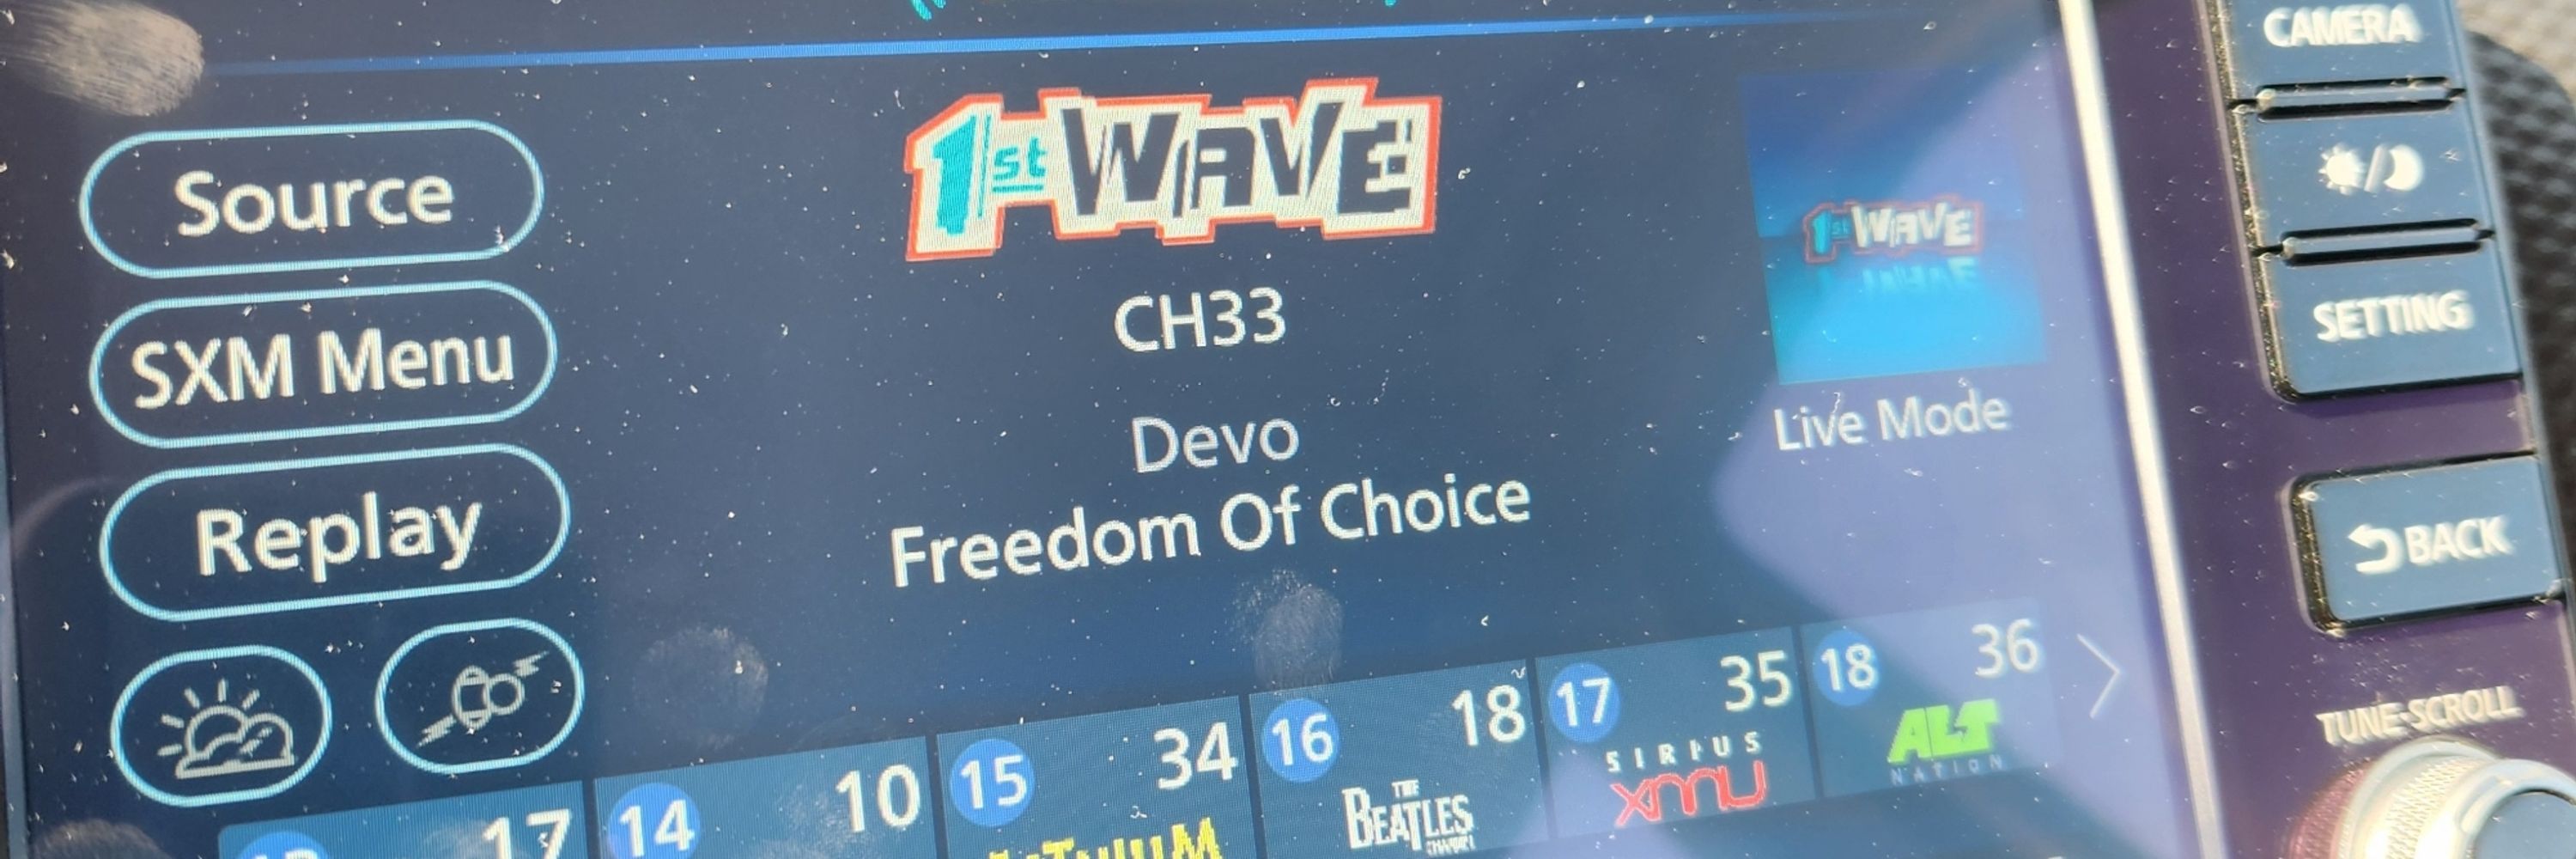 CAMERA
1st WAVE
Source
1st WAVE
CH33
SETTING
SXM Menu
Devo
Live Mode
Freedom Of Choice
Replay
BACK
TUNE·SCROLL
17
14 10
15 34
16 18
THE
BEATLES
CHANNEL
17 35
SIRIUS
xmu
18 36
ALT
NATION